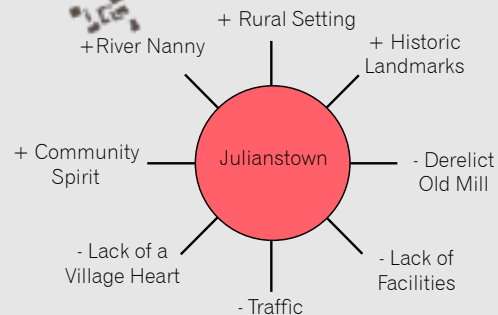 + Rural Setting
+River Nanny
+ Historic
Landmarks
+ Community
Spirit
Julianstown
- Derelict
Old Mill
- Lack of a
Village Heart
- Lack of
Facilities
- Traffic